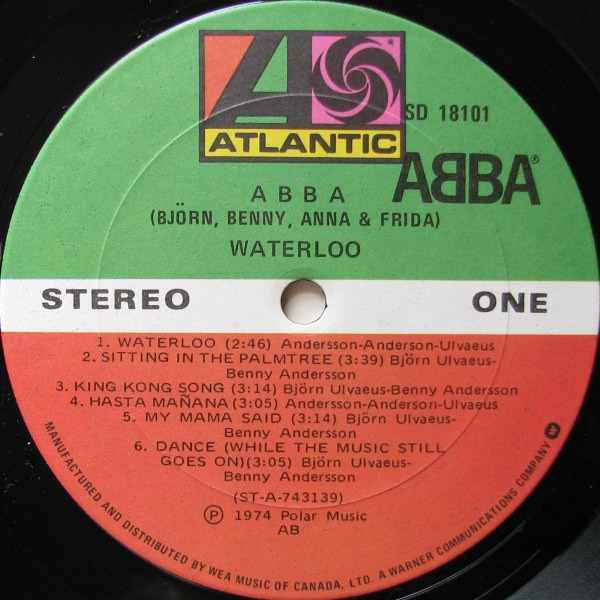 SD 18101
ATLANTIC
ABBA®
ABBA
(BJÖRN, BENNY, ANNA & FRIDA)
WATERLOO
STEREO
ONE
1. WATERLOO (2:46) Andersson-Anderson-Ulvaeus
2. SITTING IN THE PALMTREE (3:39) Björn Ulvaeus-
Benny Andersson
3. KING KONG SONG (3:14) Björn Ulvaeus-Benny Andersson
4. HASTA MAÑANA (3:05) Andersson-Anderson-Ulvaeus
5. MY MAMA SAID (3:14) Björn Ulvaeus-
Benny Andersson
6. DANCE (WHILE THE MUSIC STILL
GOES ON)(3:05) Björn Ulvaeus-
Benny Andersson
(ST-A-743139)
℗ 1974 Polar Music
AB
MANUFACTURED AND DISTRIBUTED BY WEA MUSIC OF CANADA, LTD. A WARNER COMMUNICATIONS COMPANY